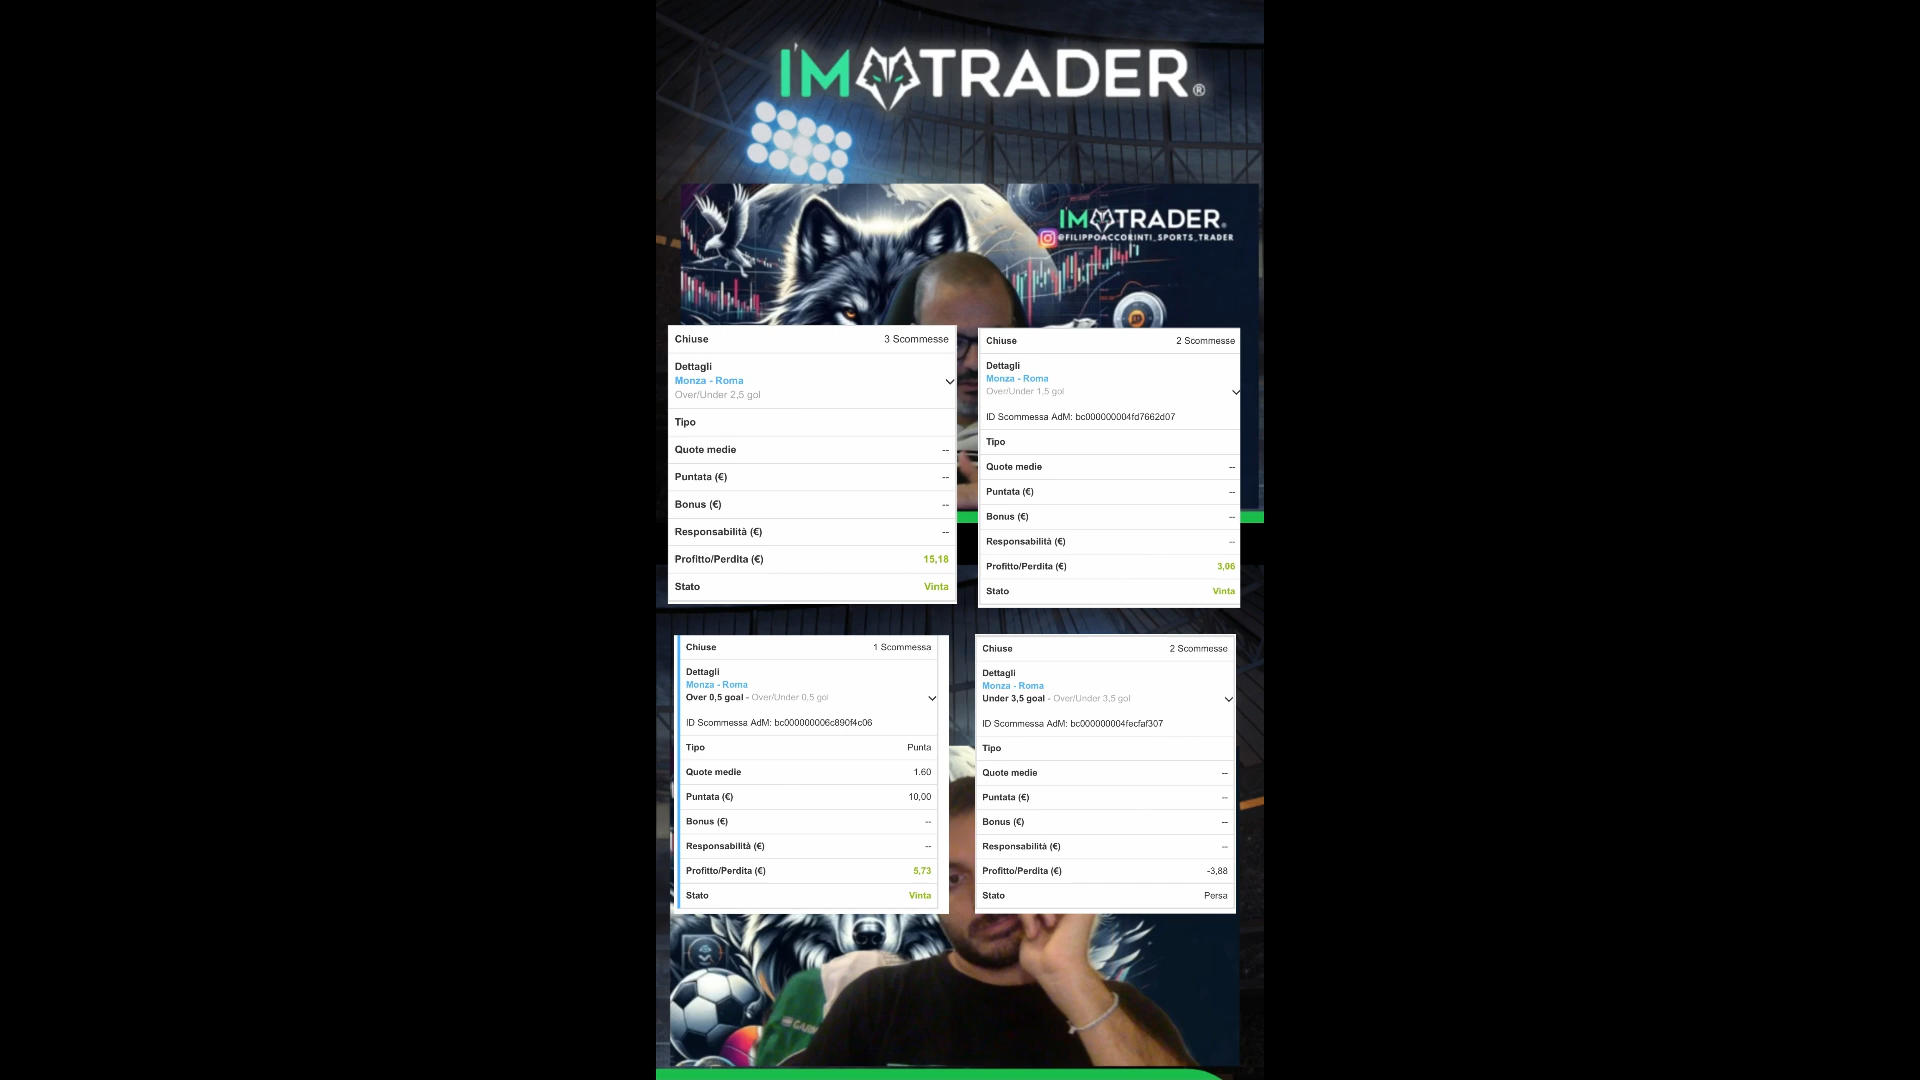 I'M TRADER®
I'M TRADER®
@FILIPPOACCORINTI_SPORTS_TRADER
Chiuse 3 Scommesse
Dettagli
Monza - Roma
Over/Under 2,5 gol
Tipo
Quote medie --
Puntata (€) --
Bonus (€) --
Responsabilità (€) --
Profitto/Perdita (€) 15,18
Stato Vinta
Chiuse 2 Scommesse
Dettagli
Monza - Roma
Over/Under 1,5 gol
ID Scommessa AdM: bc000000004fd7662d07
Tipo
Quote medie --
Puntata (€) --
Bonus (€) --
Responsabilità (€) --
Profitto/Perdita (€) 3,06
Stato Vinta
Chiuse 1 Scommessa
Dettagli
Monza - Roma
Over 0,5 goal - Over/Under 0,5 gol
ID Scommessa AdM: bc000000006c890f4c06
Tipo Punta
Quote medie 1.60
Puntata (€) 10,00
Bonus (€) --
Responsabilità (€) --
Profitto/Perdita (€) 5,73
Stato Vinta
Chiuse 2 Scommesse
Dettagli
Monza - Roma
Under 3,5 goal - Over/Under 3,5 gol
ID Scommessa AdM: bc000000004fecfaf307
Tipo
Quote medie --
Puntata (€) --
Bonus (€) --
Responsabilità (€) --
Profitto/Perdita (€) -3,88
Stato Persa